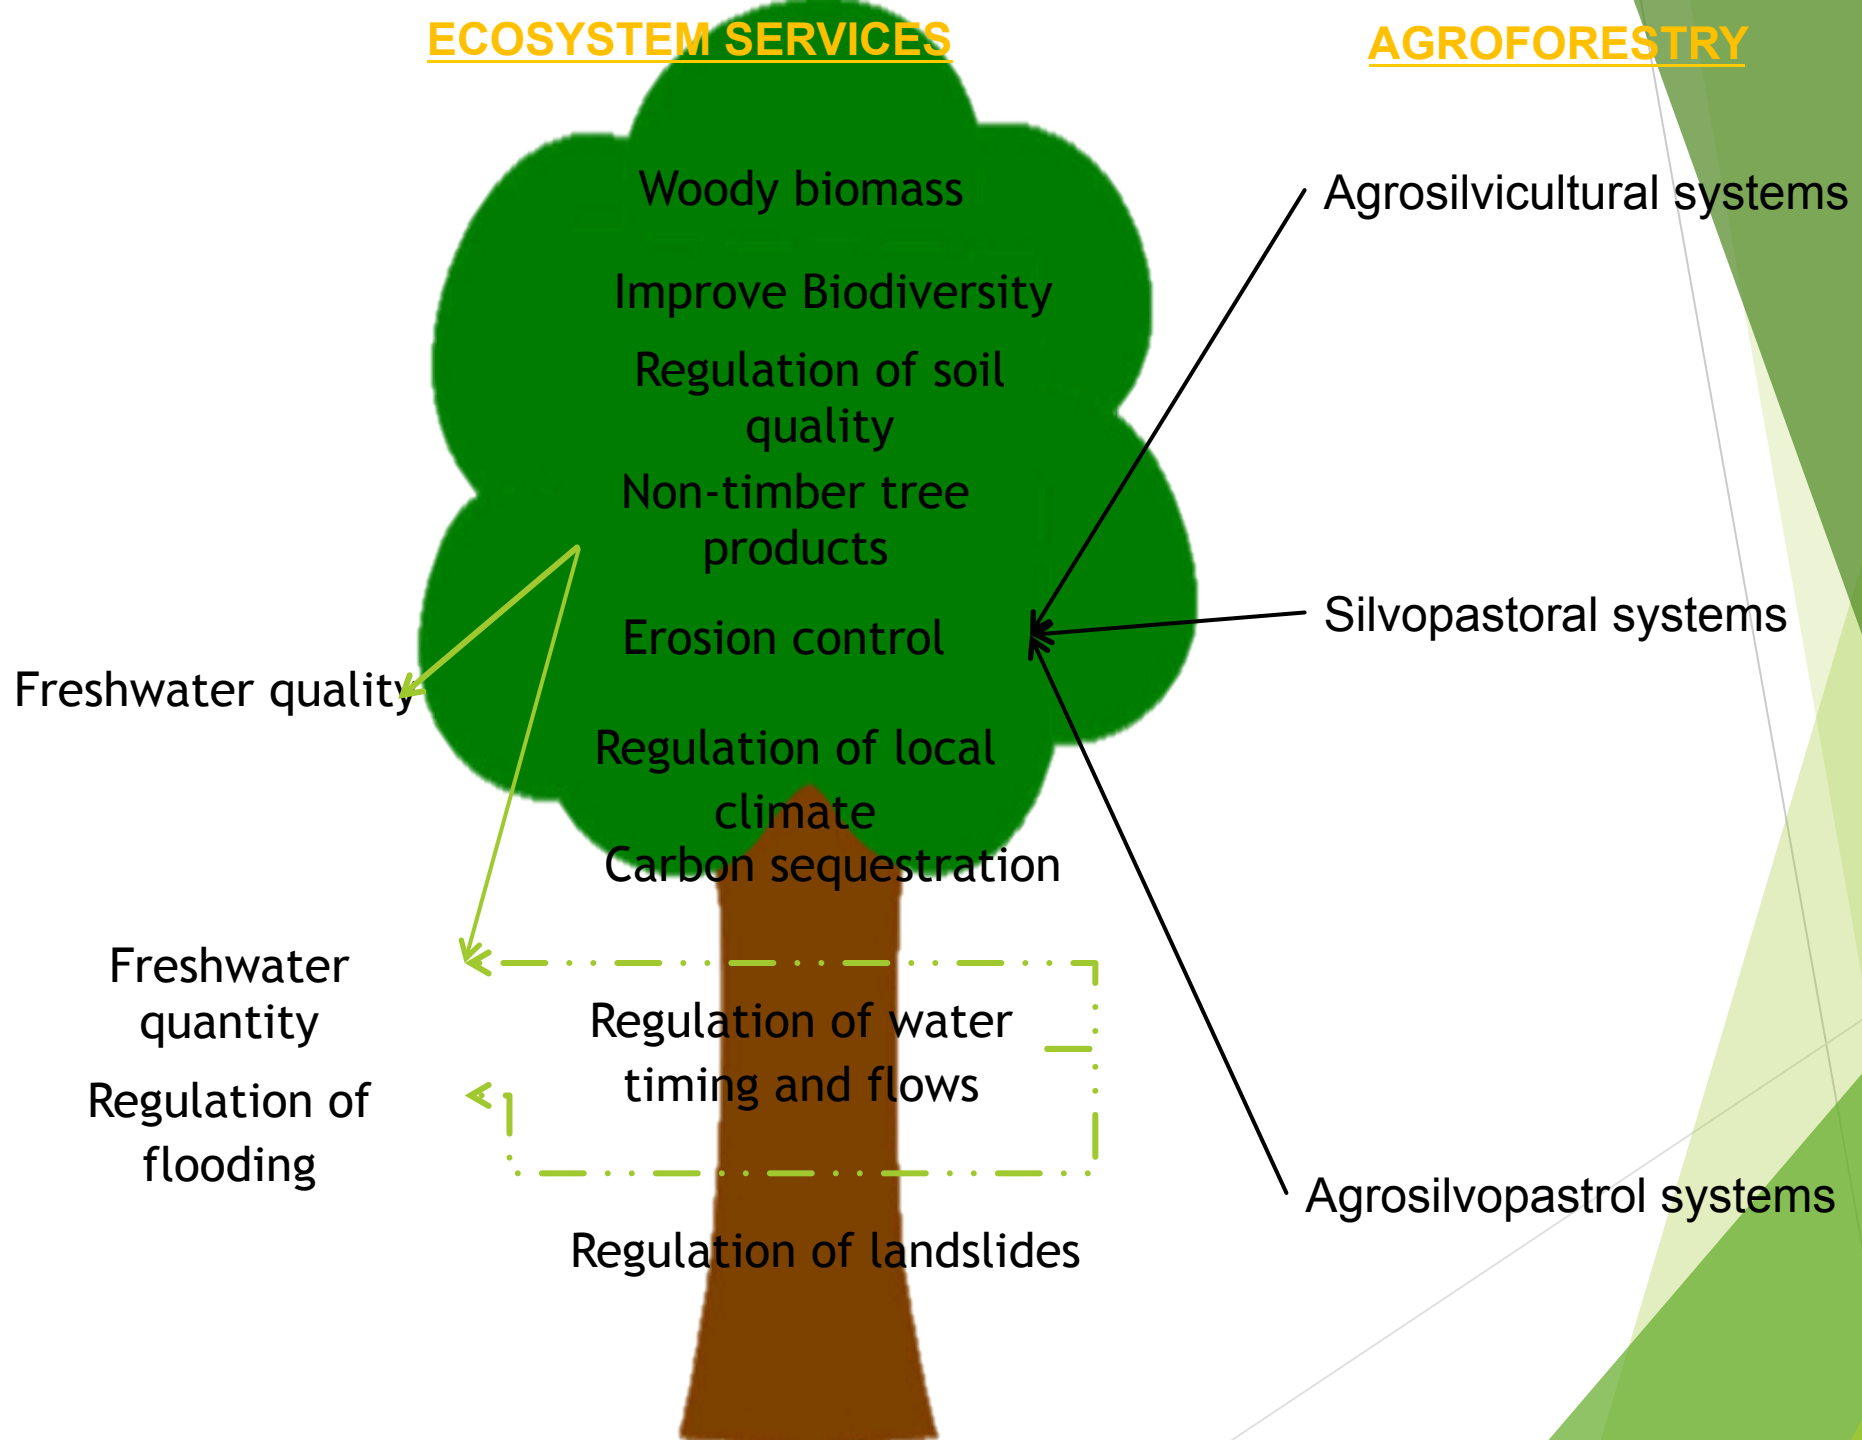 ECOSYSTEM SERVICES
AGROFORESTRY
Woody biomass
Agrosilvicultural systems
Improve Biodiversity
Regulation of soil
quality
Non-timber tree
products
Erosion control
Silvopastoral systems
Freshwater quality
Regulation of local
climate
Carbon sequestration
Freshwater
quantity
Regulation of water
timing and flows
Regulation of
flooding
Agrosilvopastrol systems
Regulation of landslides